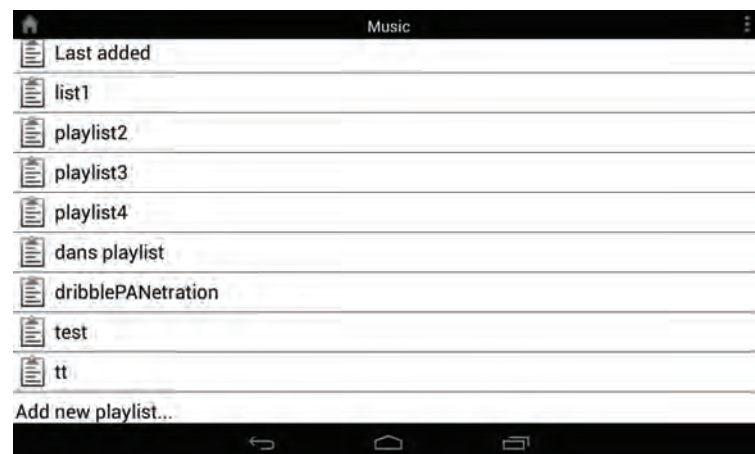 Music
Last added
list1
playlist2
playlist3
playlist4
dans playlist
dribblePANetration
test
tt
Add new playlist...